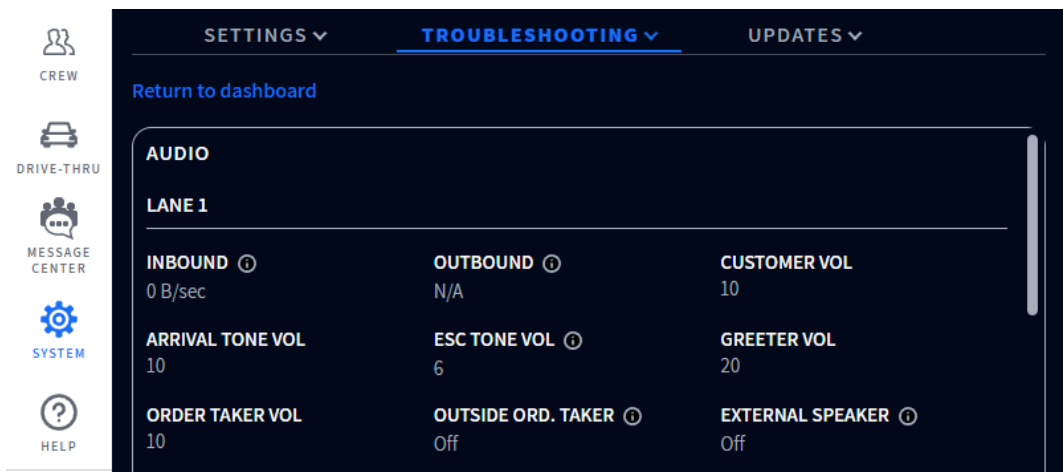 SETTINGS TROUBLESHOOTING UPDATES
CREW
Return to dashboard
DRIVE-THRU
MESSAGE
CENTER
SYSTEM
HELP
AUDIO
LANE 1
INBOUND OUTBOUND CUSTOMER VOL
0 B/sec N/A 10
ARRIVAL TONE VOL ESC TONE VOL GREETER VOL
10 6 20
ORDER TAKER VOL OUTSIDE ORD. TAKER EXTERNAL SPEAKER
10 Off Off